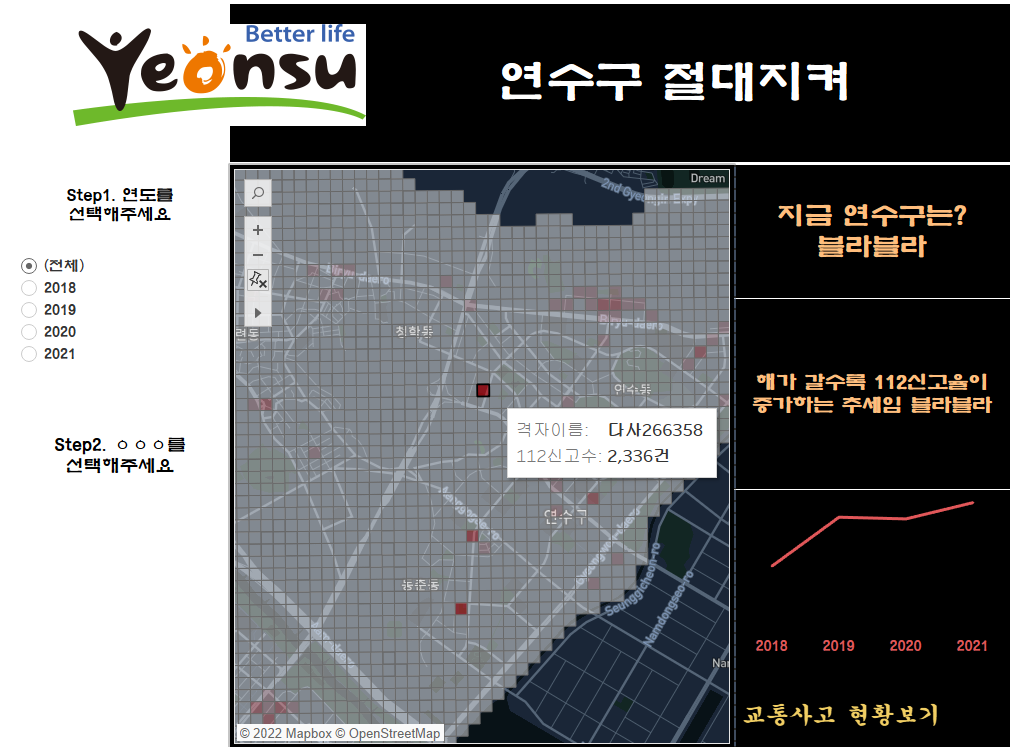 Better life
Yeonsu
연수구 절대지켜
Step1. 연도를
선택해주세요
(전체)
2018
2019
2020
2021
Step2. ㅇㅇㅇ를
선택해주세요
Dream
2nd Gyeongin Expy
청학동
연수동
격자이름: 다사266358
112신고수: 2,336건
연수구
동춘동
Seunggicheon-ro
Namdongseo-ro
Na
© 2022 Mapbox © OpenStreetMap
지금 연수구는?
블라블라
해가 갈수록 112신고율이
증가하는 추세임 블라블라
2018 2019 2020 2021
교통사고 현황보기